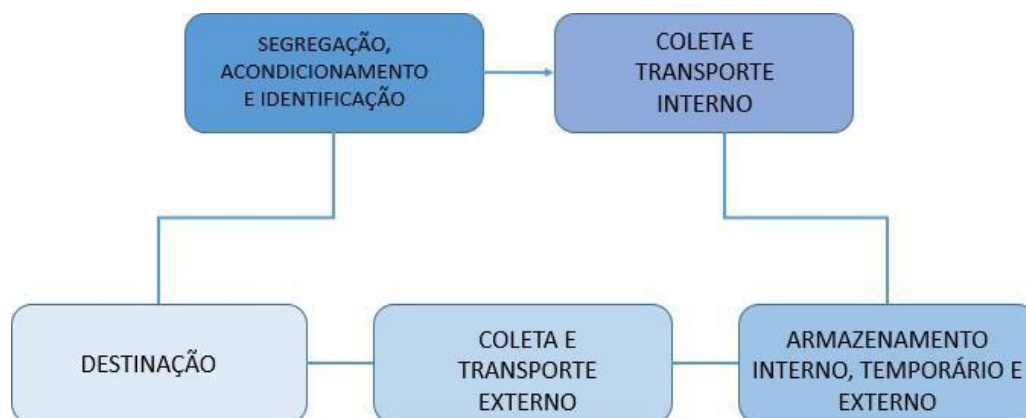 SEGREGAÇÃO,
ACONDICIONAMENTO
E IDENTIFICAÇÃO
COLETA E
TRANSPORTE
INTERNO
DESTINAÇÃO
COLETA E
TRANSPORTE
EXTERNO
ARMAZENAMENTO
INTERNO, TEMPORÁRIO E
EXTERNO